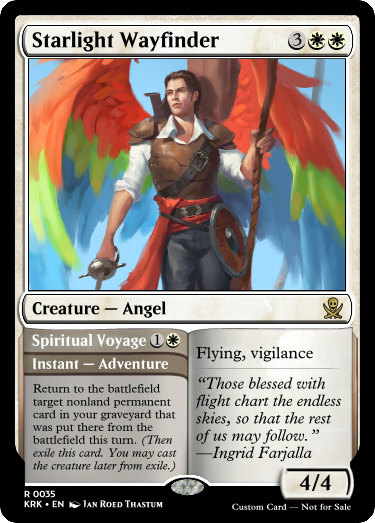 Starlight Wayfinder 3
Creature — Angel
Spiritual Voyage 1
Instant — Adventure
Return to the battlefield
target nonland permanent
card in your graveyard that
was put there from the
battlefield this turn. (Then
exile this card. You may cast
the creature later from exile.)
Flying, vigilance
“Those blessed with
flight chart the endless
skies, so that the rest
of us may follow.”
—Ingrid Farjalla
4/4
R 0035
KRK • EN Jan Roed Thastum
Custom Card — Not for Sale